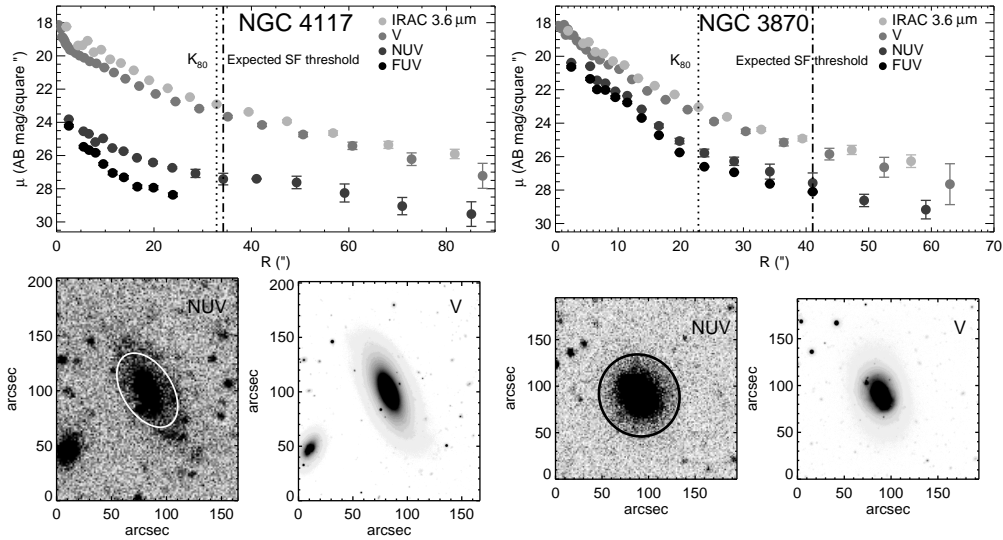 NGC 4117
IRAC 3.6 μm
V
NUV
FUV
K80
Expected SF threshold
μ (AB mag/square ")
18
20
22
24
26
28
30
0 20 40 60 80
R (")
NGC 3870
IRAC 3.6 μm
V
NUV
FUV
K80
Expected SF threshold
μ (AB mag/square ")
18
20
22
24
26
28
30
0 10 20 30 40 50 60 70
R (")
NUV
arcsec
200
150
100
50
0
0 50 100 150
arcsec
V
arcsec
200
150
100
50
0
0 50 100 150
arcsec
NUV
arcsec
150
100
50
0
0 50 100 150
arcsec
V
arcsec
150
100
50
0
0 50 100 150
arcsec